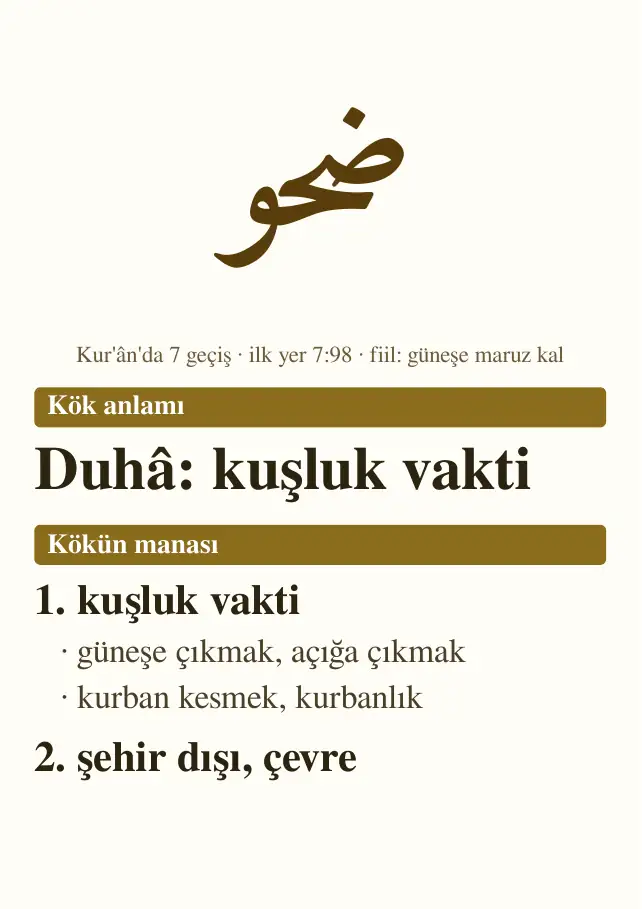 ضحو
Kur'ân'da 7 geçiş · ilk yer 7:98 · fiil: güneşe maruz kal
Kök anlamı
Duhâ: kuşluk vakti
Kökün manası
1. kuşluk vakti
· güneşe çıkmak, açığa çıkmak
· kurban kesmek, kurbanlık
2. şehir dışı, çevre